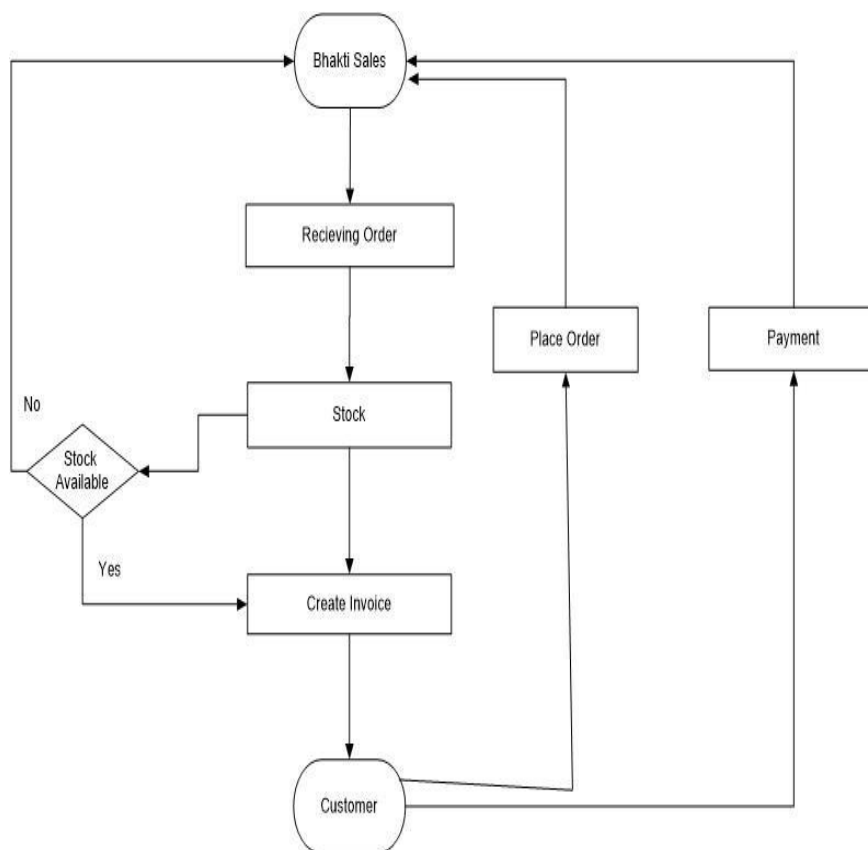 Bhakti Sales
Recieving Order
Place Order
Payment
No
Stock
Stock
Available
Yes
Create Invoice
Customer